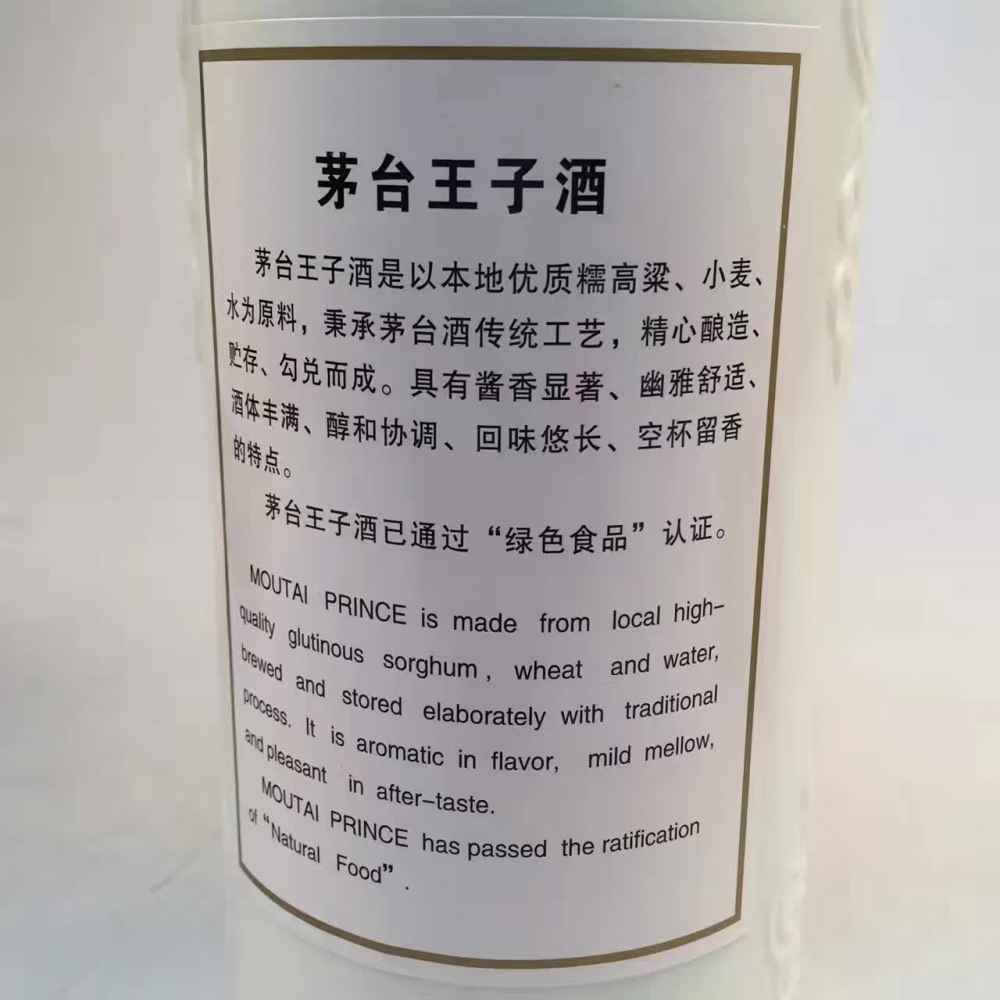 茅台王子酒
茅台王子酒是以本地优质糯高粱、小麦、
水为原料，秉承茅台酒传统工艺，精心酿造、
贮存、勾兑而成。具有酱香显著、幽雅舒适、
酒体丰满、醇和协调、回味悠长、空杯留香
的特点。
茅台王子酒已通过“绿色食品”认证。
MOUTAI PRINCE is made from local high-
quality glutinous sorghum, wheat and water,
brewed and stored elaborately with traditional
process. It is aromatic in flavor, mild mellow,
and pleasant in after-taste.
MOUTAI PRINCE has passed the ratification
of “Natural Food”.